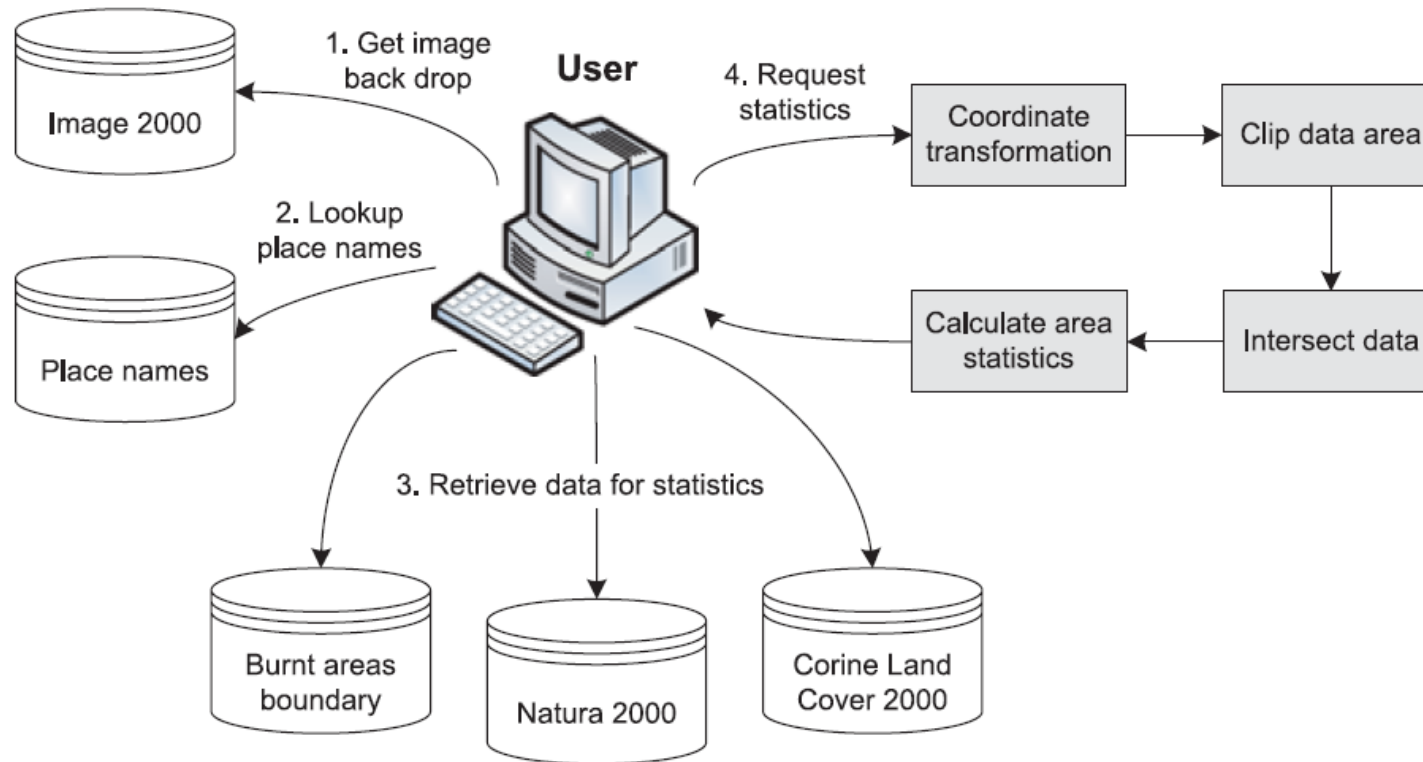 1. Get image
back drop
User
4. Request
statistics
Image 2000
Coordinate
transformation
Clip data area
2. Lookup
place names
Place names
Calculate area
statistics
Intersect data
3. Retrieve data for statistics
Burnt areas
boundary
Natura 2000
Corine Land
Cover 2000